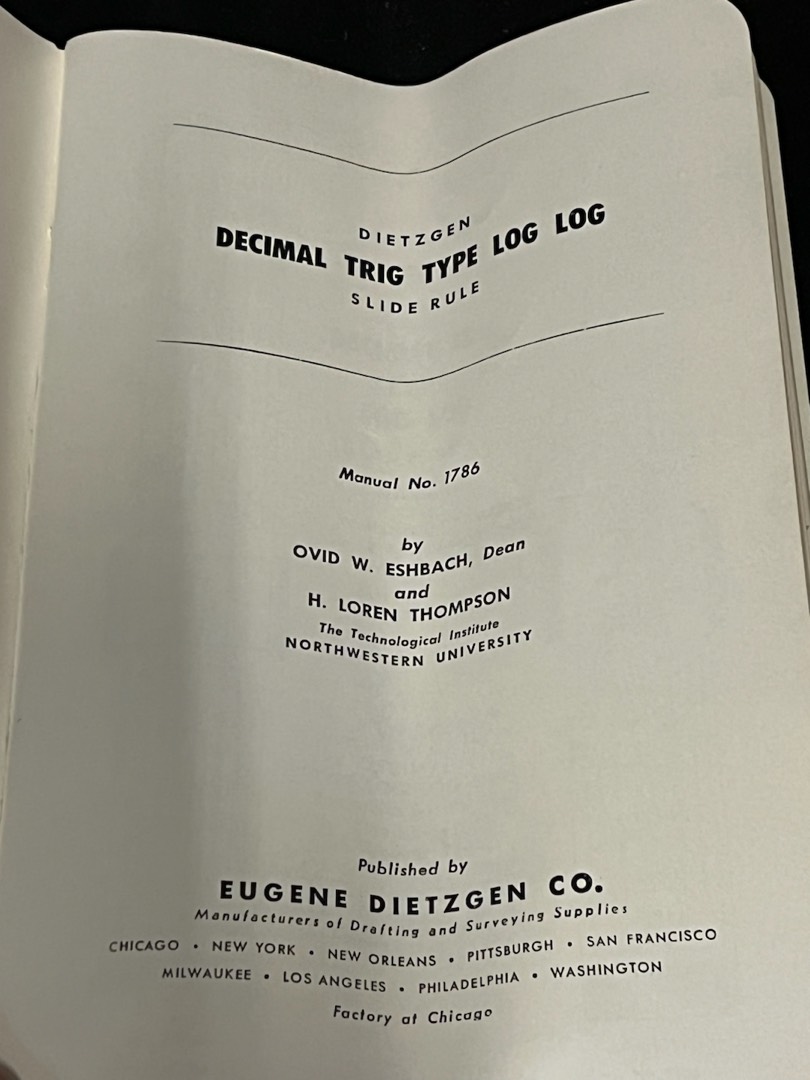 DIETZGEN
DECIMAL TRIG TYPE LOG LOG
SLIDE RULE
Manual No. 1786
by
OVID W. ESHBACH, Dean
and
H. LOREN THOMPSON
The Technological Institute
NORTHWESTERN UNIVERSITY
Published by
EUGENE DIETZGEN CO.
Manufacturers of Drafting and Surveying Supplies
CHICAGO • NEW YORK • NEW ORLEANS • PITTSBURGH • SAN FRANCISCO
MILWAUKEE • LOS ANGELES • PHILADELPHIA • WASHINGTON
Factory at Chicago